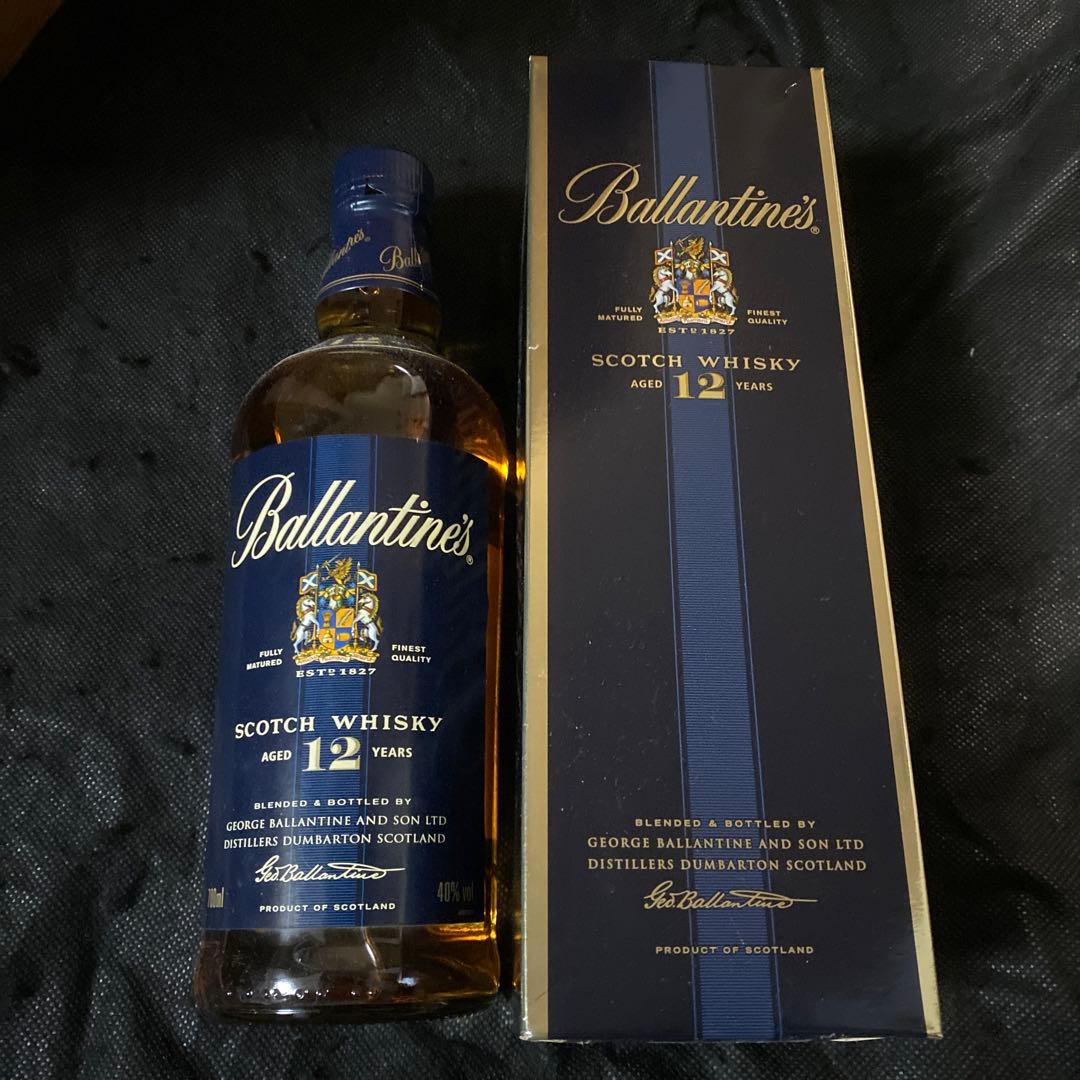 Ballantine's®
Ballantine's®
FULLY MATURED
FINEST QUALITY
ESTD 1827
SCOTCH WHISKY
AGED 12 YEARS
BLENDED & BOTTLED BY
GEORGE BALLANTINE AND SON LTD
DISTILLERS DUMBARTON SCOTLAND
Geo. Ballantine
700ml
40% vol
PRODUCT OF SCOTLAND
Ballantine's®
FULLY MATURED
FINEST QUALITY
ESTD 1827
SCOTCH WHISKY
AGED 12 YEARS
BLENDED & BOTTLED BY
GEORGE BALLANTINE AND SON LTD
DISTILLERS DUMBARTON SCOTLAND
Geo. Ballantine
PRODUCT OF SCOTLAND